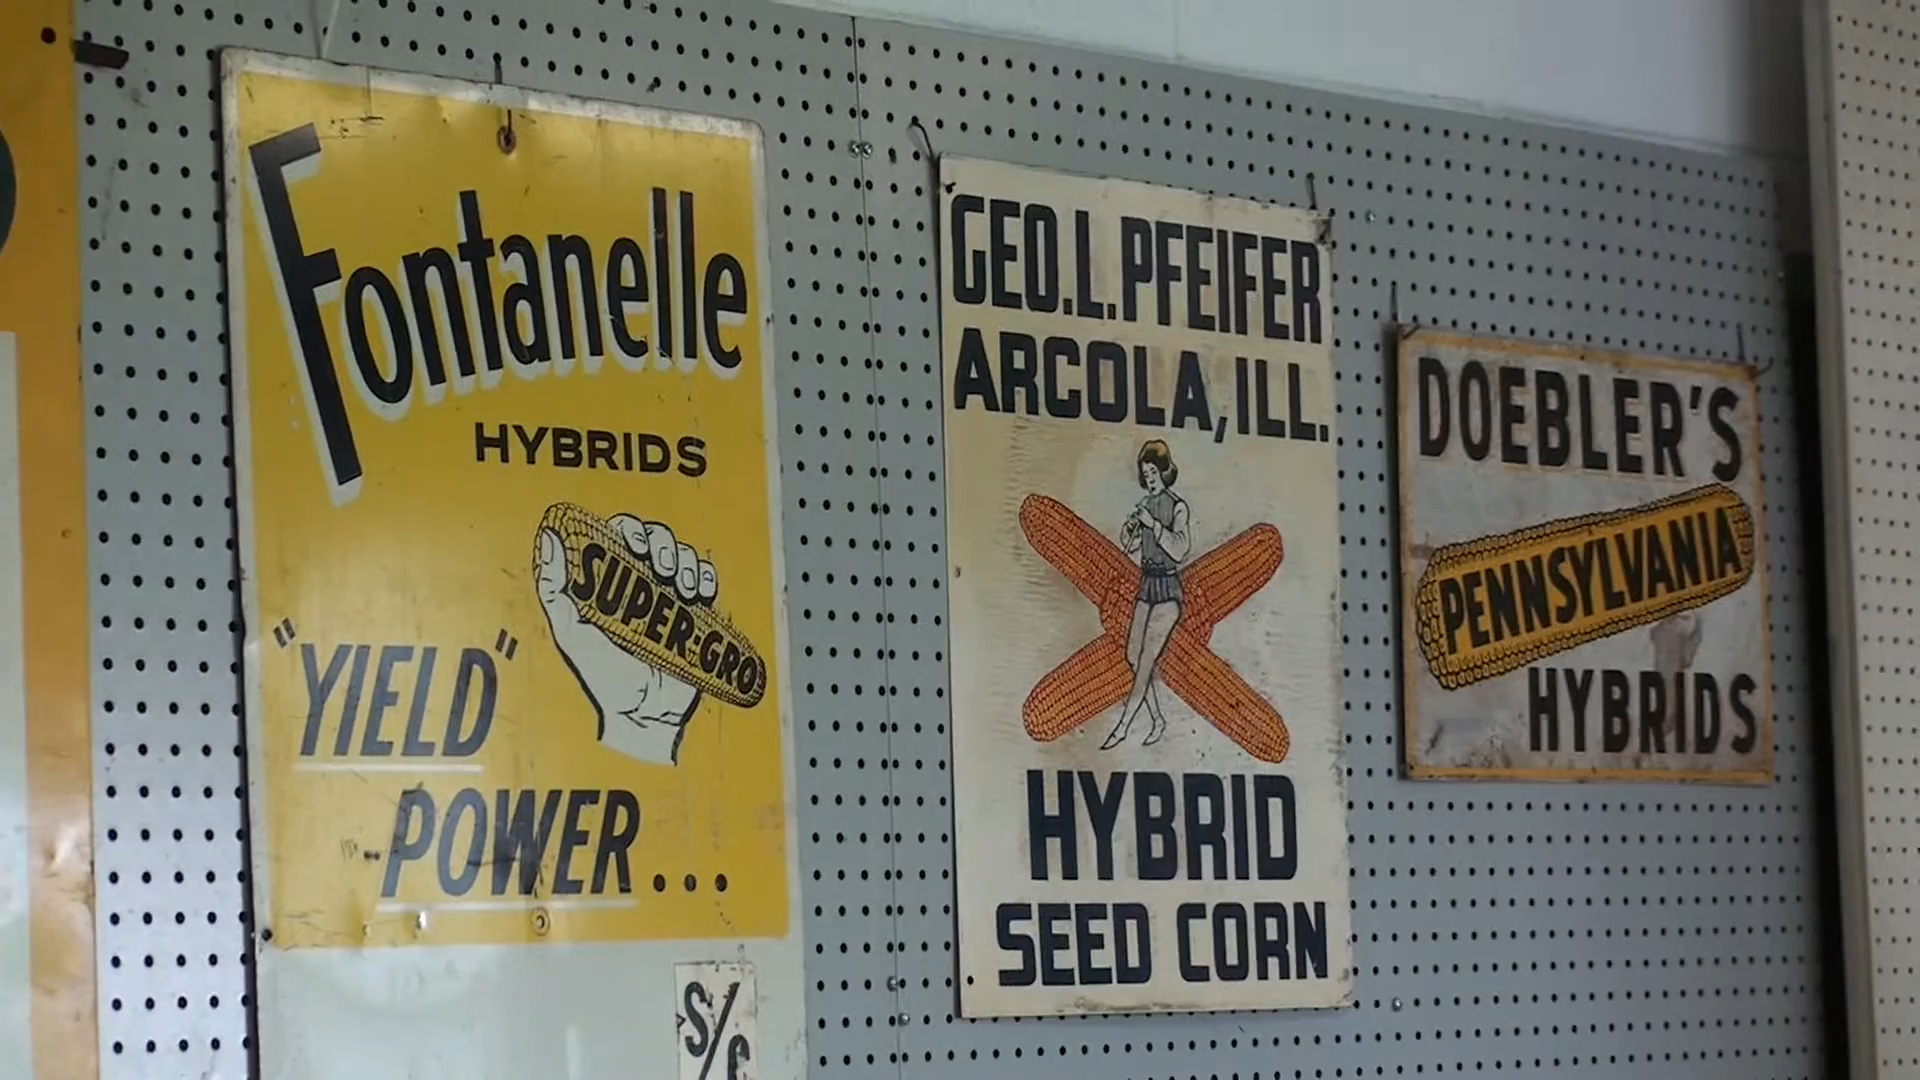 Fontanelle
HYBRIDS
SUPER-GRO
"YIELD"
POWER...
GEO.L.PFEIFER
ARCOLA, ILL.
HYBRID
SEED CORN
DOEBLER'S
PENNSYLVANIA
HYBRIDS